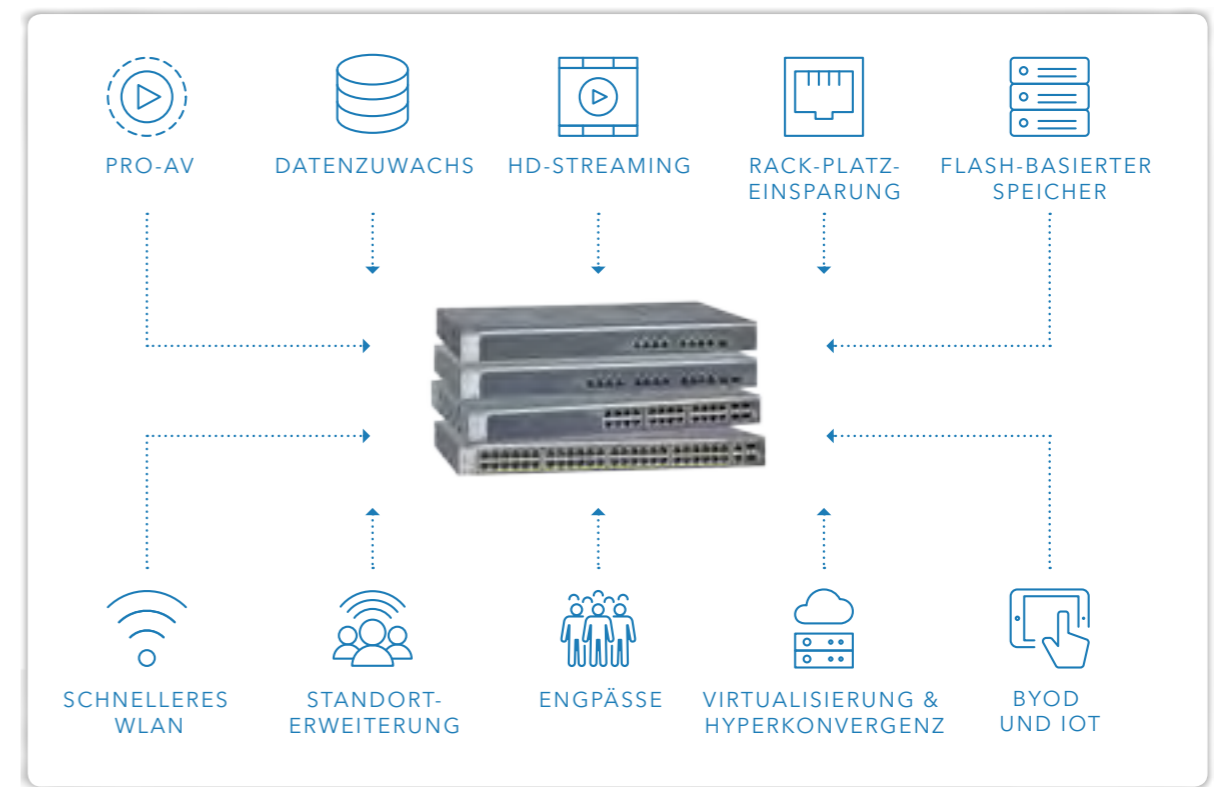 PRO-AV
DATENZUWACHS
HD-STREAMING
RACK-PLATZ-
EINSPARUNG
FLASH-BASIERTER
SPEICHER
SCHNELLERES
WLAN
STANDORT-
ERWEITERUNG
ENGPÄSSE
VIRTUALISIERUNG &
HYPERKONVERGENZ
BYOD
UND IOT